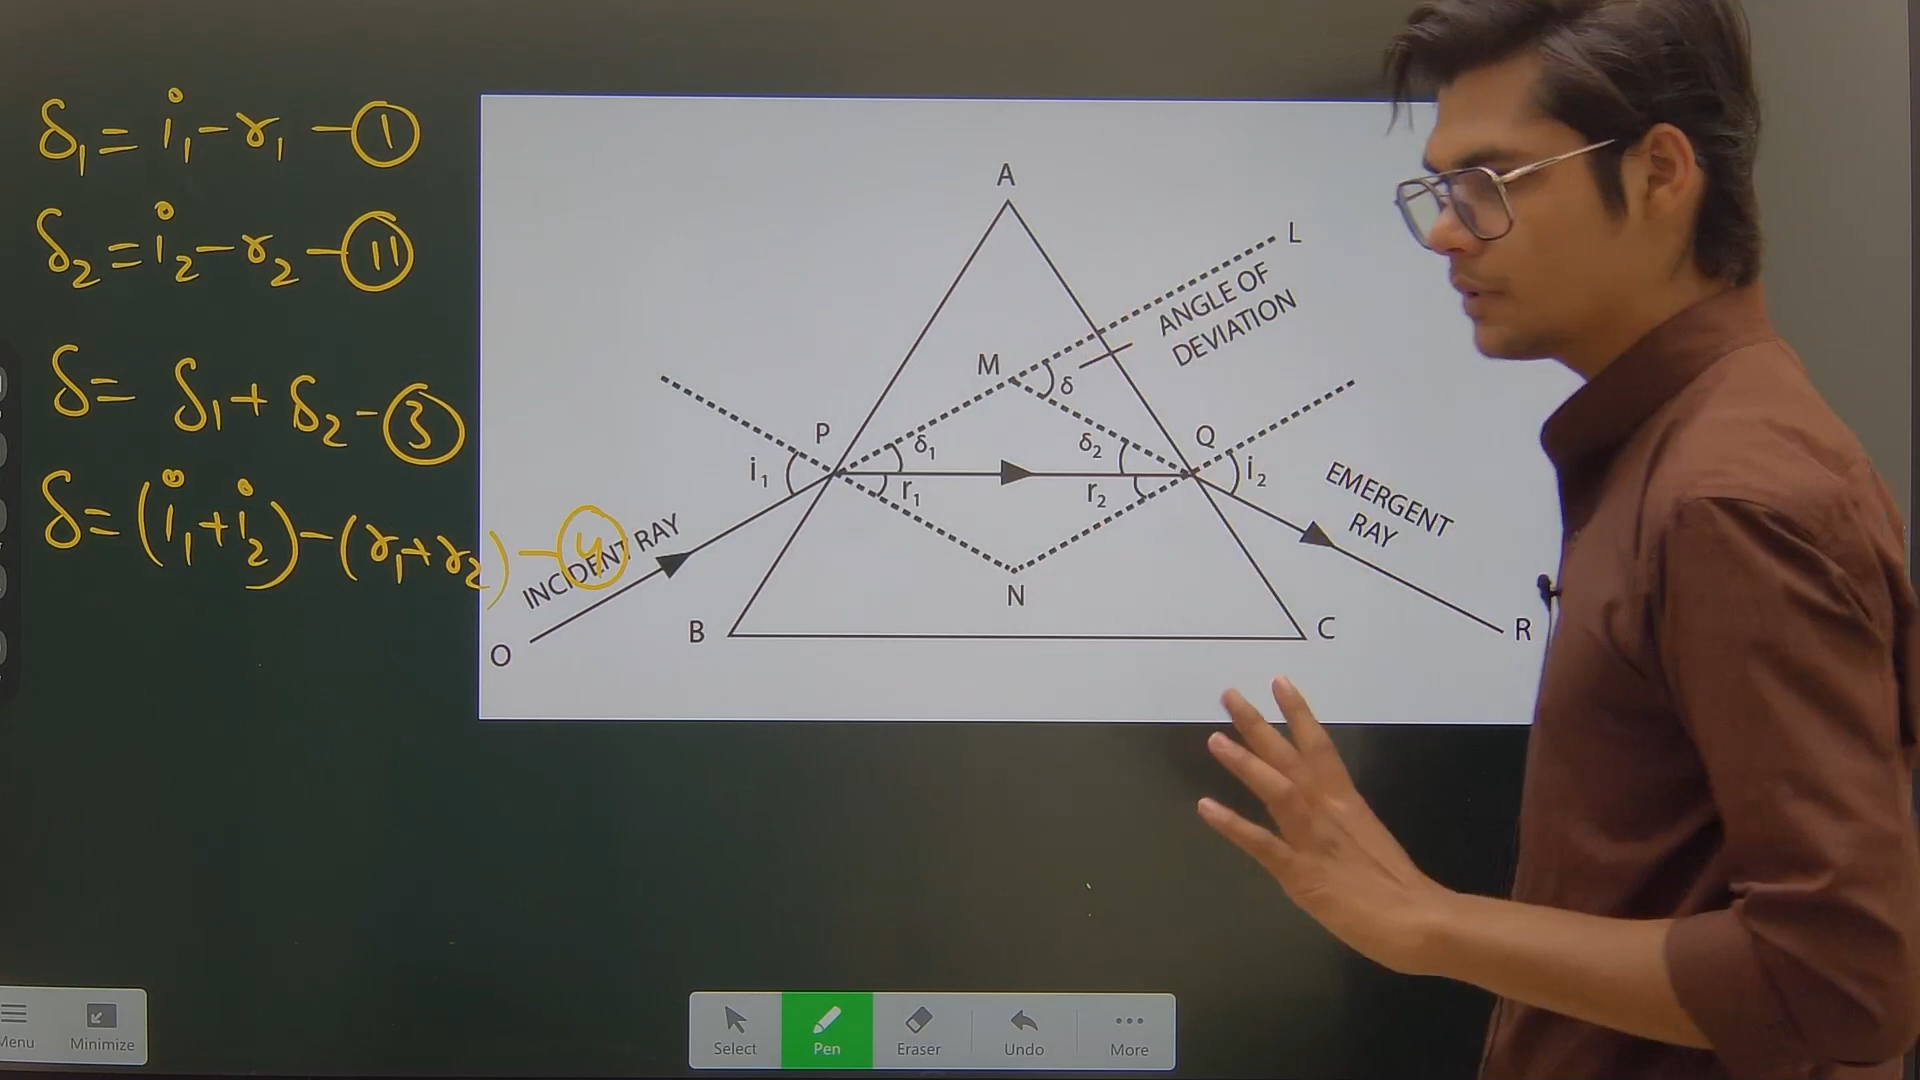 δ₁ = i₁ - r₁ - ①
δ₂ = i₂ - r₂ - ⑪
δ = δ₁ + δ₂ - ③
δ = (i₁ + i₂) - (r₁ + r₂) - ④
A
L
ANGLE OF
DEVIATION
M
δ
P
Q
δ₁
δ₂
i₁
r₁
r₂
i₂
EMERGENT
RAY
INCIDENT RAY
N
B
C
R
O
Menu
Minimize
Select
Pen
Eraser
Undo
More